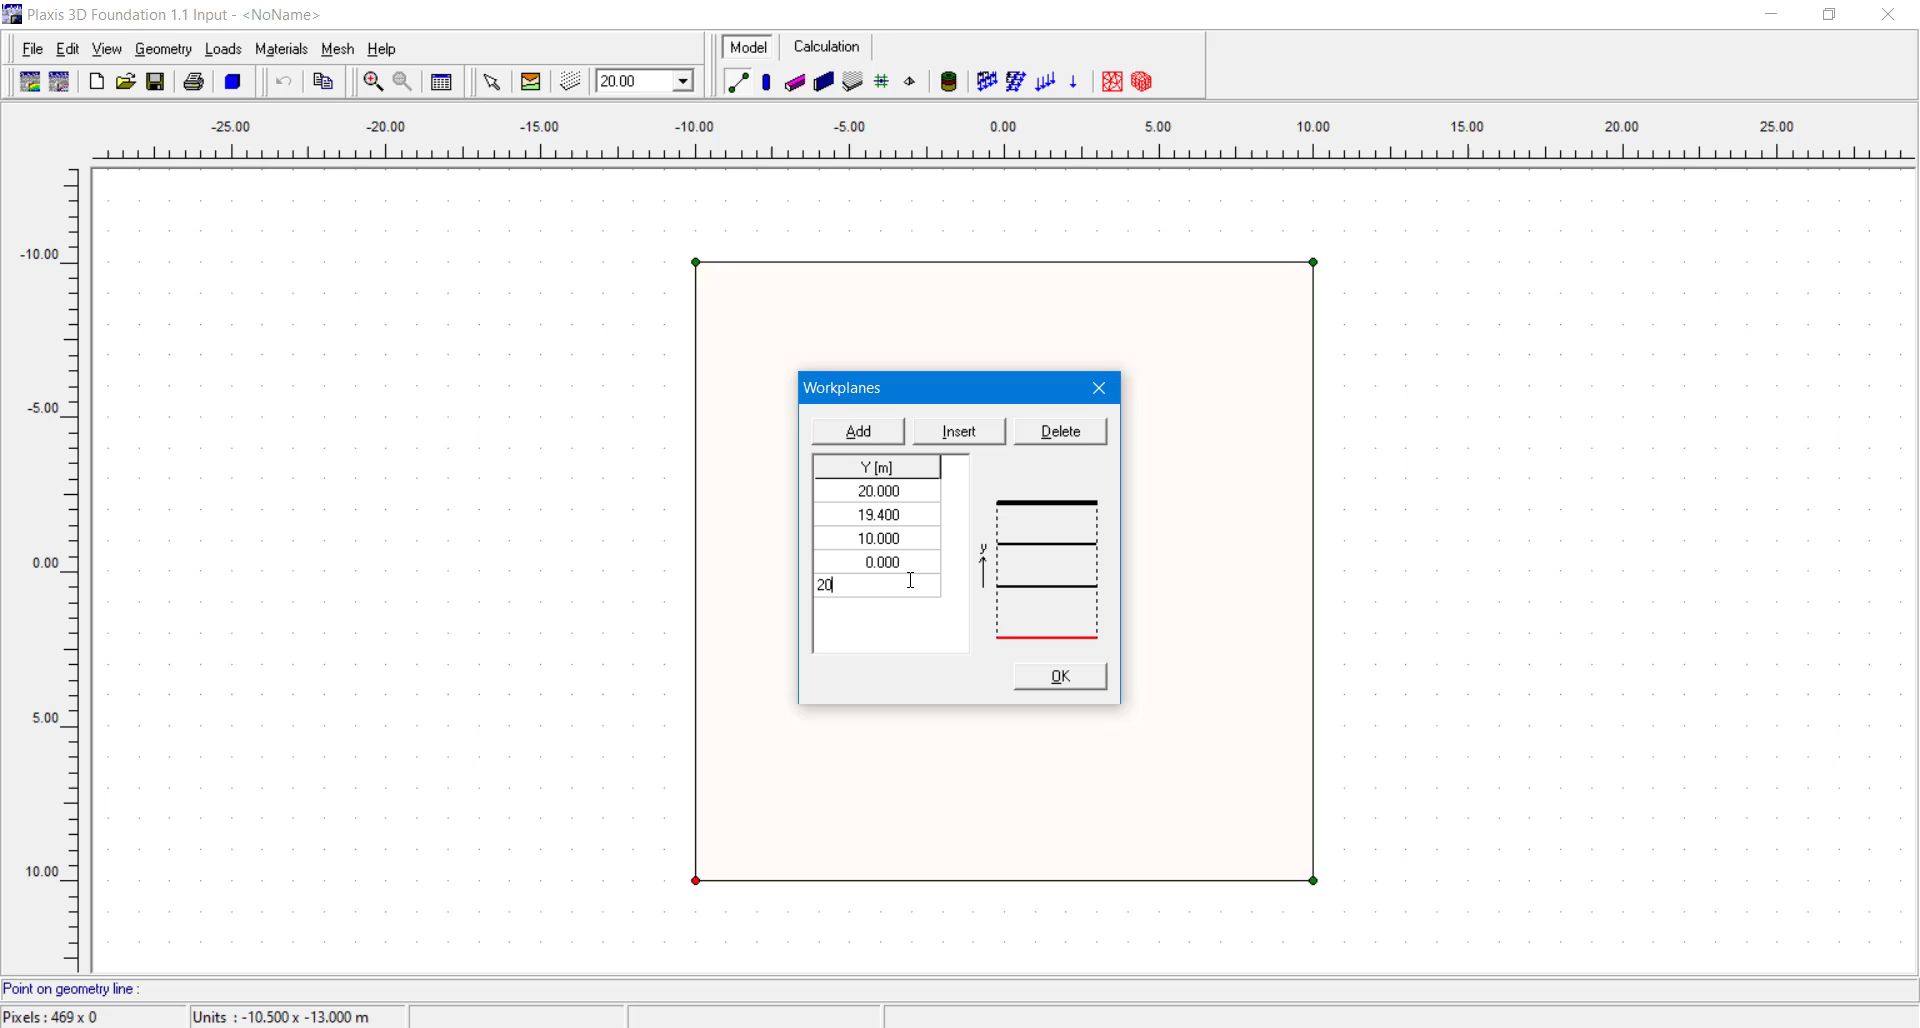 Plaxis 3D Foundation 1.1 Input - <NoName>
File Edit View Geometry Loads Materials Mesh Help
Model Calculation
20.00
-25.00 -20.00 -15.00 -10.00 -5.00 0.00 5.00 10.00 15.00 20.00 25.00
-10.00
-5.00
0.00
5.00
10.00
Workplanes
Add Insert Delete
Y [m]
20.000
19.400
10.000
0.000
20
y
OK
Point on geometry line :
Pixels : 469 x 0 Units : -10.500 x -13.000 m